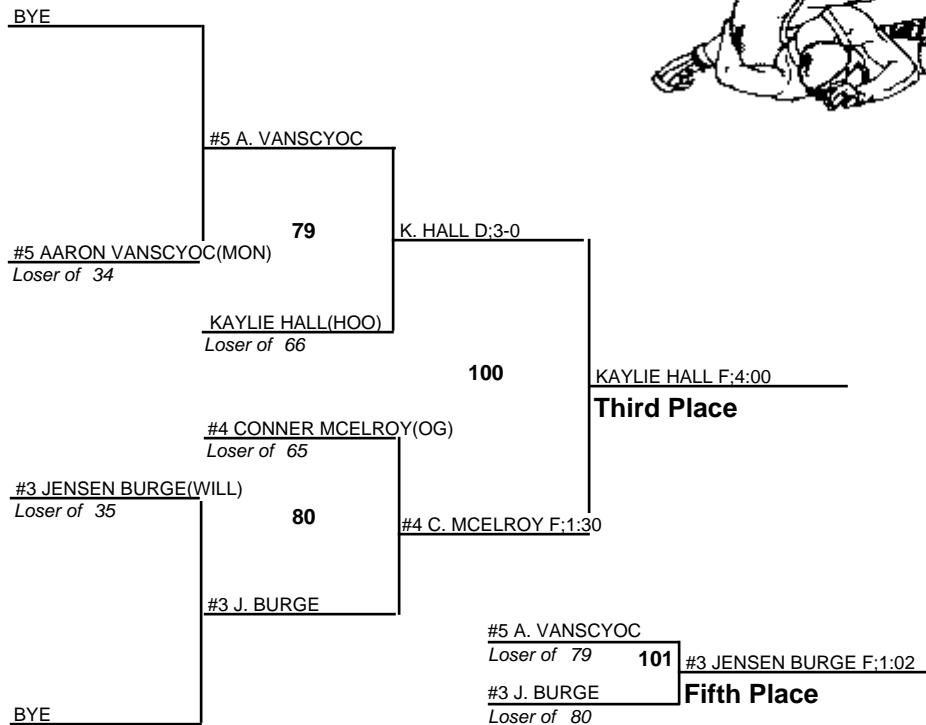 BYE
#5 A. VANSCYOC
79
K. HALL D;3-0
#5 AARON VANSCYOC(MON)
Loser of 34
KAYLIE HALL(HOO)
Loser of 66
100
KAYLIE HALL F;4:00
Third Place
#4 CONNER MCELROY(OG)
Loser of 65
#3 JENSEN BURGE(WILL)
Loser of 35
80
#4 C. MCELROY F;1:30
#3 J. BURGE
#5 A. VANSCYOC
Loser of 79
101
#3 JENSEN BURGE F;1:02
Fifth Place
#3 J. BURGE
Loser of 80
BYE